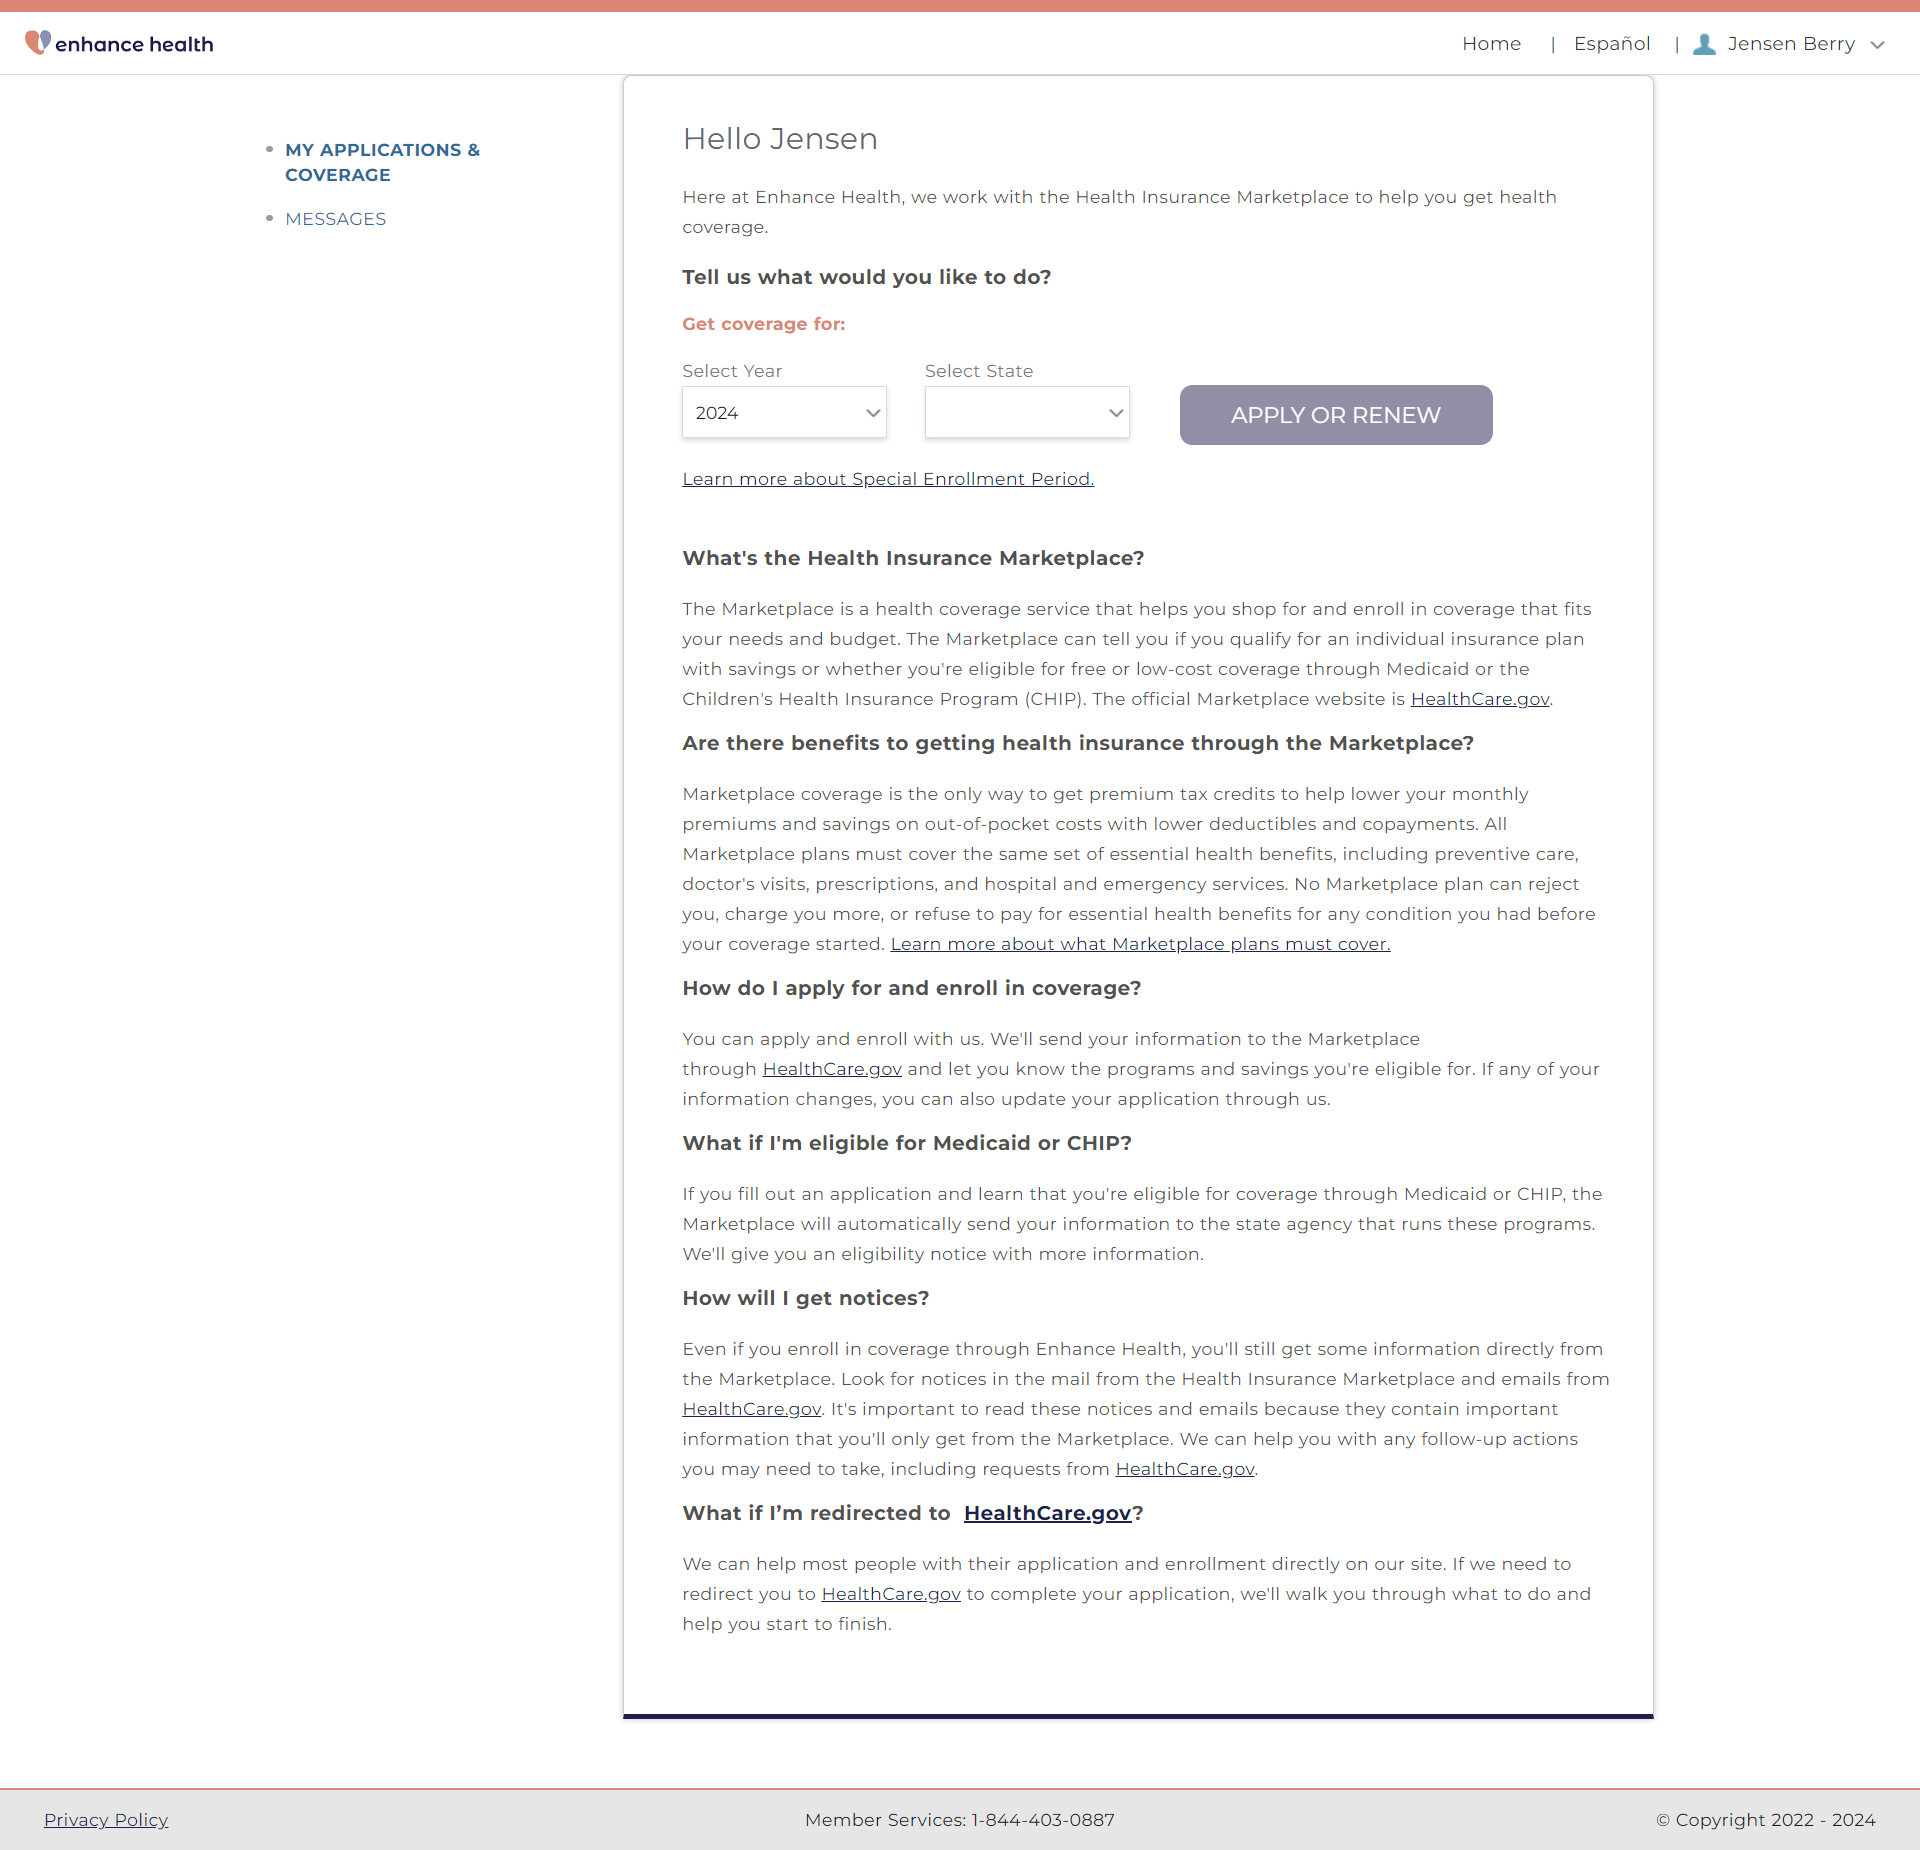 enhance health
Home | Español | Jensen Berry
MY APPLICATIONS &
COVERAGE
MESSAGES
Hello Jensen
Here at Enhance Health, we work with the Health Insurance Marketplace to help you get health
coverage.
Tell us what would you like to do?
Get coverage for:
Select Year
Select State
2024
APPLY OR RENEW
Learn more about Special Enrollment Period.
What's the Health Insurance Marketplace?
The Marketplace is a health coverage service that helps you shop for and enroll in coverage that fits
your needs and budget. The Marketplace can tell you if you qualify for an individual insurance plan
with savings or whether you're eligible for free or low-cost coverage through Medicaid or the
Children's Health Insurance Program (CHIP). The official Marketplace website is HealthCare.gov.
Are there benefits to getting health insurance through the Marketplace?
Marketplace coverage is the only way to get premium tax credits to help lower your monthly
premiums and savings on out-of-pocket costs with lower deductibles and copayments. All
Marketplace plans must cover the same set of essential health benefits, including preventive care,
doctor's visits, prescriptions, and hospital and emergency services. No Marketplace plan can reject
you, charge you more, or refuse to pay for essential health benefits for any condition you had before
your coverage started. Learn more about what Marketplace plans must cover.
How do I apply for and enroll in coverage?
You can apply and enroll with us. We'll send your information to the Marketplace
through HealthCare.gov and let you know the programs and savings you're eligible for. If any of your
information changes, you can also update your application through us.
What if I'm eligible for Medicaid or CHIP?
If you fill out an application and learn that you're eligible for coverage through Medicaid or CHIP, the
Marketplace will automatically send your information to the state agency that runs these programs.
We'll give you an eligibility notice with more information.
How will I get notices?
Even if you enroll in coverage through Enhance Health, you'll still get some information directly from
the Marketplace. Look for notices in the mail from the Health Insurance Marketplace and emails from
HealthCare.gov. It's important to read these notices and emails because they contain important
information that you'll only get from the Marketplace. We can help you with any follow-up actions
you may need to take, including requests from HealthCare.gov.
What if I’m redirected to HealthCare.gov?
We can help most people with their application and enrollment directly on our site. If we need to
redirect you to HealthCare.gov to complete your application, we'll walk you through what to do and
help you start to finish.
Privacy Policy
Member Services: 1-844-403-0887
© Copyright 2022 - 2024